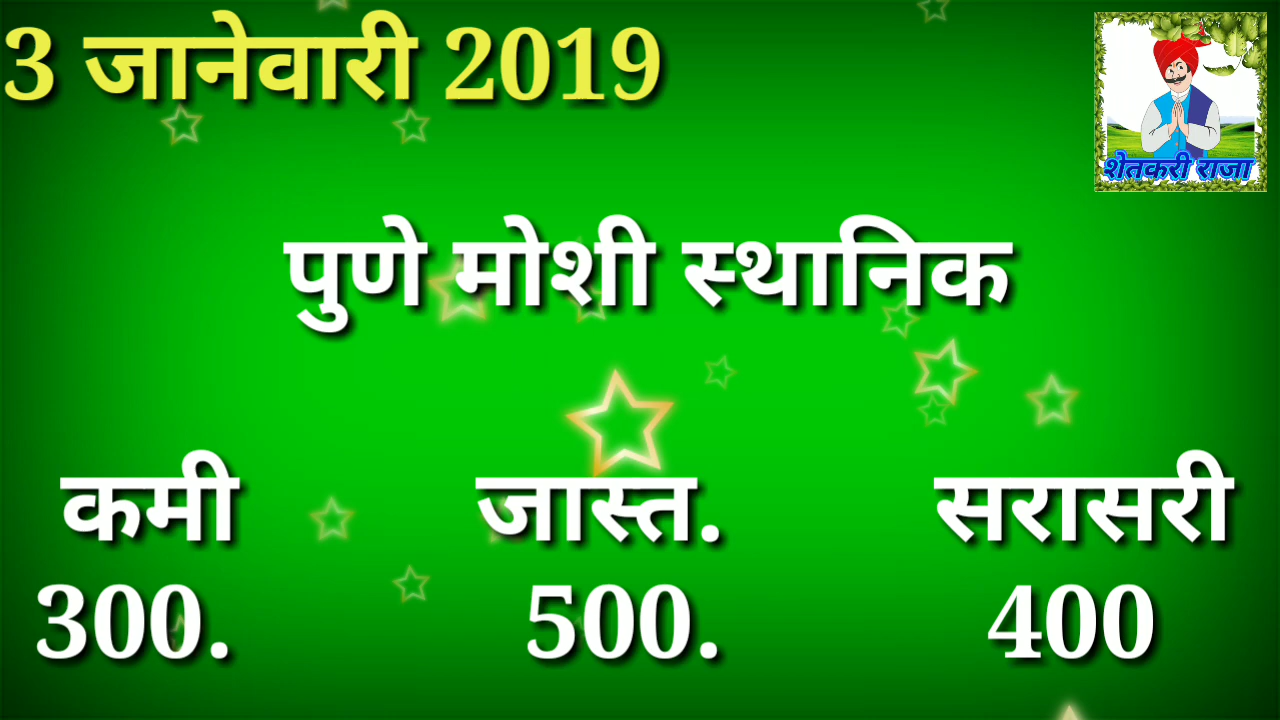 3 जानेवारी 2019
शेतकरी राजा
पुणे मोशी स्थानिक
कमी जास्त. सरासरी
300. 500. 400